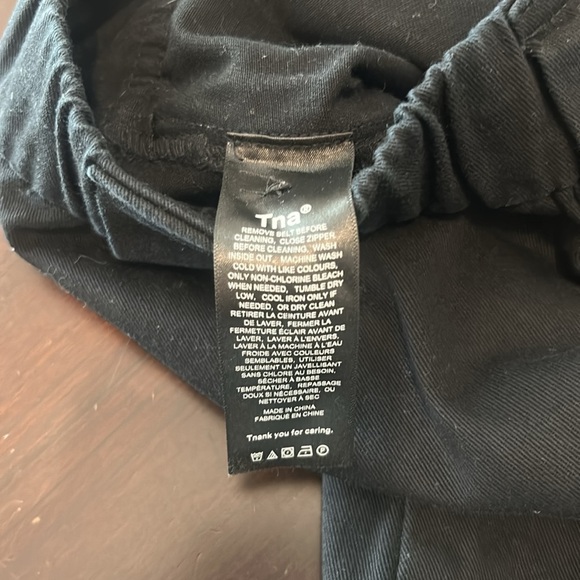 Tna®
REMOVE BELT BEFORE
CLEANING, CLOSE ZIPPER,
BEFORE CLEANING, WASH
INSIDE OUT, MACHINE WASH
COLD WITH LIKE COLOURS,
ONLY NON-CHLORINE BLEACH
WHEN NEEDED, TUMBLE DRY
LOW, COOL IRON ONLY IF
NEEDED, OR DRY CLEAN
RETIRER LA CEINTURE AVANT
DE LAVER, FERMER LA
FERMETURE ÉCLAIR AVANT DE
LAVER, LAVER À L'ENVERS,
LAVER À LA MACHINE À L'EAU
FROIDE AVEC COULEURS
SEMBLABLES, UTILISER
SEULEMENT UN JAVELLISANT
SANS CHLORE AU BESOIN,
SÉCHER À BASSE
TEMPÉRATURE, REPASSAGE
DOUX SI NÉCESSAIRE, OU
NETTOYER À SEC
MADE IN CHINA
FABRIQUÉ EN CHINE
Tnank you for caring.